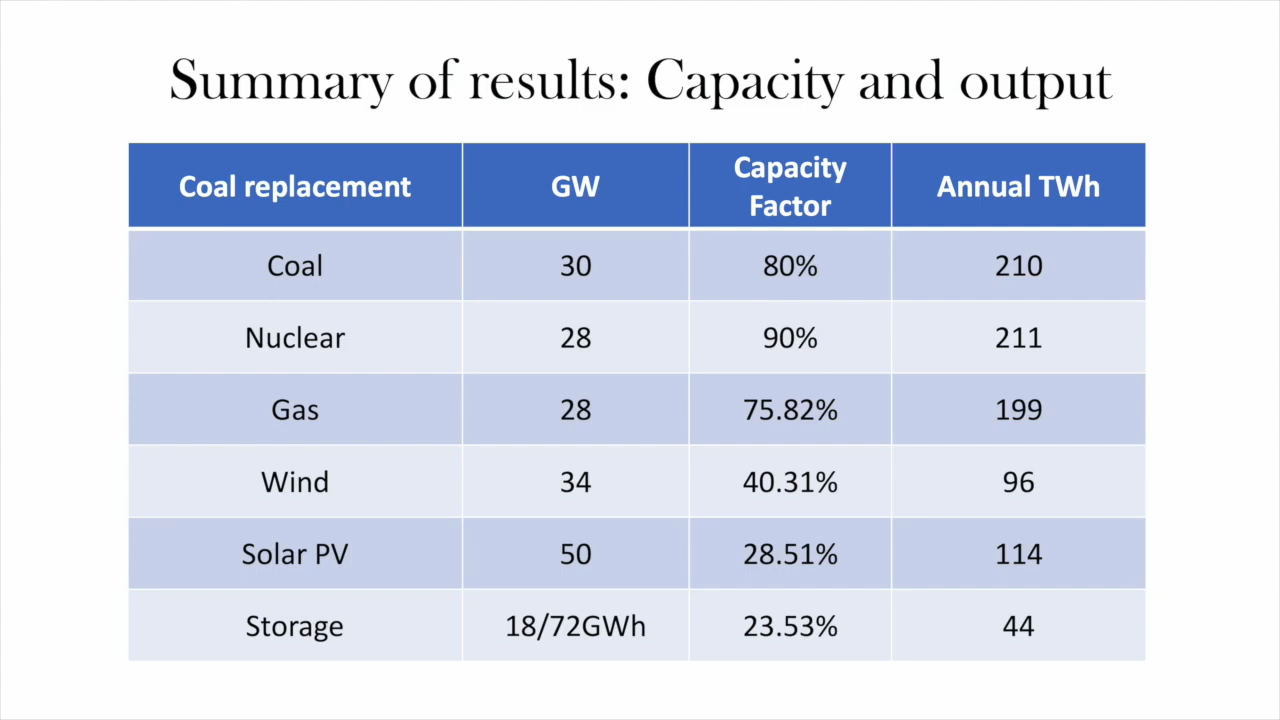 Summary of results: Capacity and output
Coal replacement GW Capacity Factor Annual TWh
Coal 30 80% 210
Nuclear 28 90% 211
Gas 28 75.82% 199
Wind 34 40.31% 96
Solar PV 50 28.51% 114
Storage 18/72GWh 23.53% 44